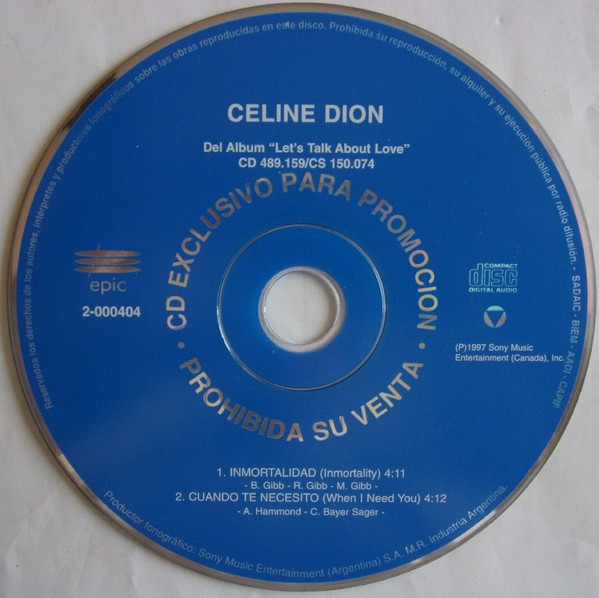 Reservados los derechos de los autores, intérpretes y productores fonográficos sobre las obras reproducidas en este disco. Prohibida su reproducción, su alquiler y su ejecución pública por radio difusión. - SADAIC - BIEM - AADI - CAPIF
CELINE DION
Del Album "Let's Talk About Love"
CD 489.159/CS 150.074
• CD EXCLUSIVO PARA PROMOCION •
PROHIBIDA SU VENTA
epic
2-000404
COMPACT
disc
DIGITAL AUDIO
(P)1997 Sony Music
Entertainment (Canada), Inc.
1. INMORTALIDAD (Inmortality) 4:11
- B. Gibb - R. Gibb - M. Gibb -
2. CUANDO TE NECESITO (When I Need You) 4:12
- A. Hammond - C. Bayer Sager -
Productor fonográfico: Sony Music Entertainment (Argentina) S.A. M.R. Industria Argentina.